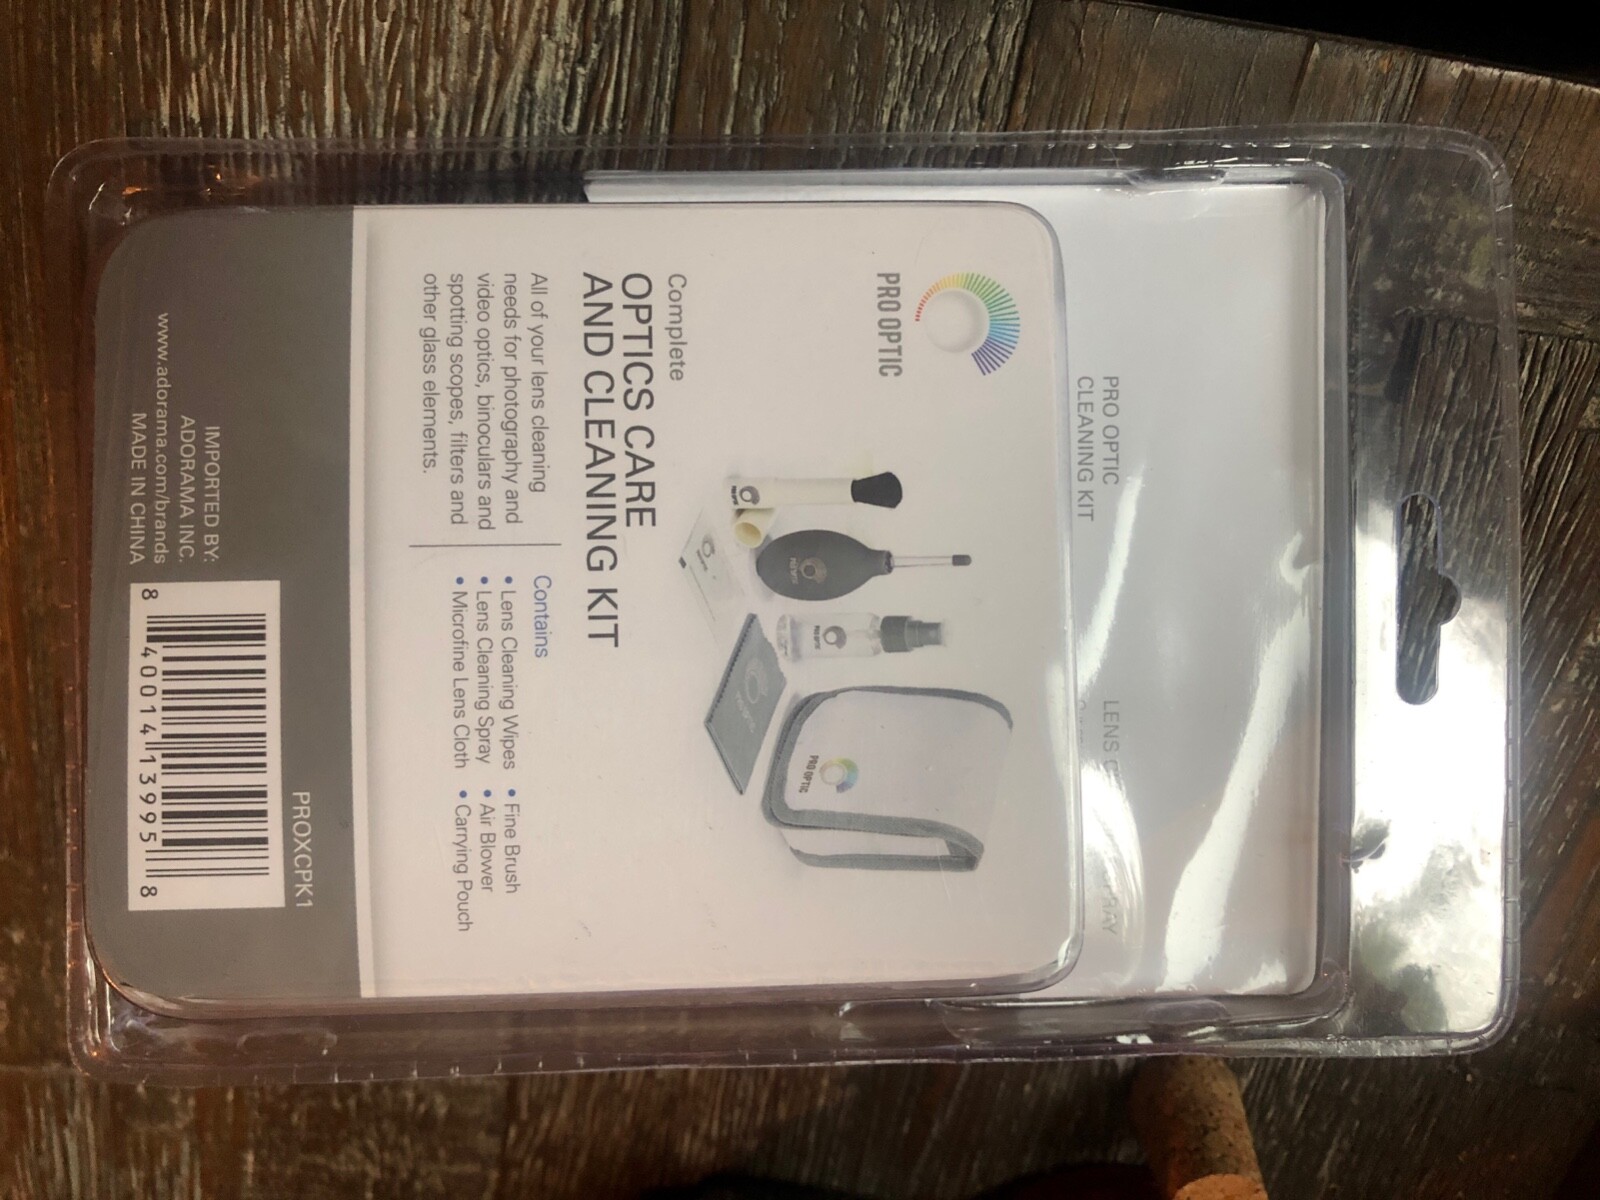 PRO OPTIC
CLEANING KIT
LENS
PRO OPTIC
PRO OPTIC
Complete
OPTICS CARE
AND CLEANING KIT
All of your lens cleaning
needs for photography and
video optics, binoculars and
spotting scopes, filters and
other glass elements.
Contains
• Lens Cleaning Wipes
• Lens Cleaning Spray
• Microfine Lens Cloth
• Fine Brush
• Air Blover
• Carrying Pouch
PROXCPK1
IMPORTED BY:
ADORAMA INC.
www.adorama.com/brands
MADE IN CHINA
8 40014 13995 8